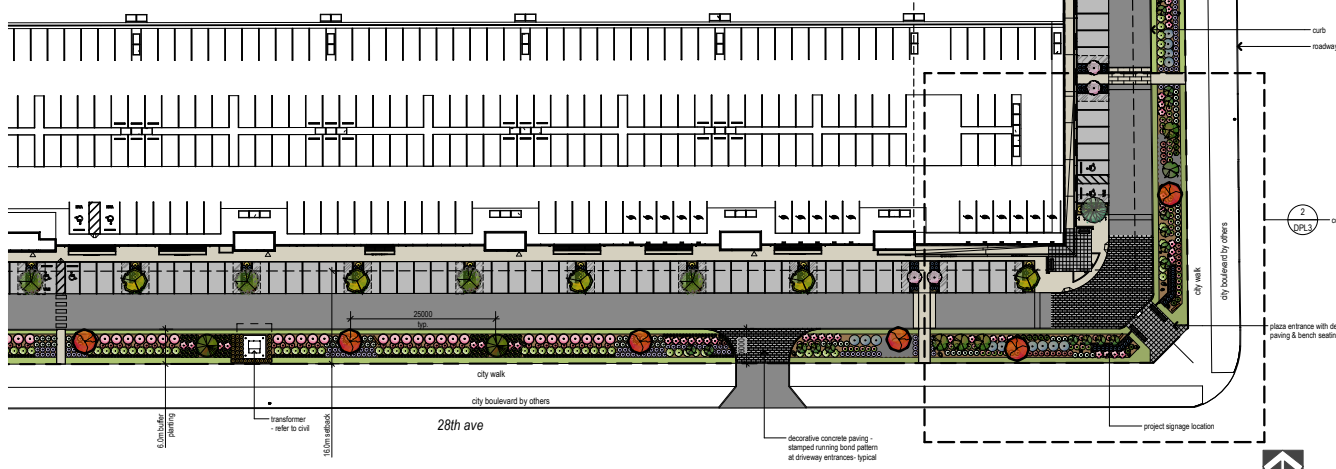 curb
roadway
2
DPL3
city walk
city boulevard by others
plaza entrance with de
paving & bench seatin
25000
typ.
city walk
city boulevard by others
6.0m buffer
planting
transformer
- refer to civil
16.0m setback
28th ave
decorative concrete paving -
stamped running bond pattern
at driveway entrances- typical
project signage location